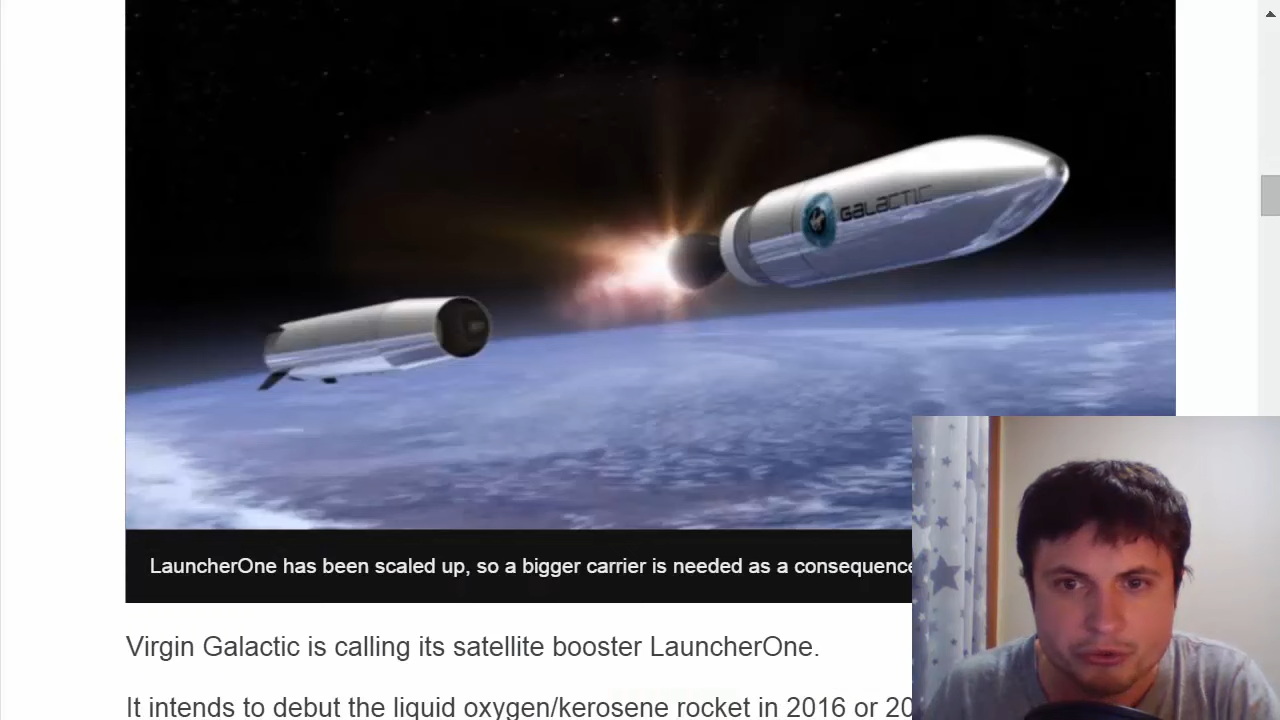 GALACTIC
LauncherOne has been scaled up, so a bigger carrier is needed as a consequence
Virgin Galactic is calling its satellite booster LauncherOne.
It intends to debut the liquid oxygen/kerosene rocket in 2016 or 20